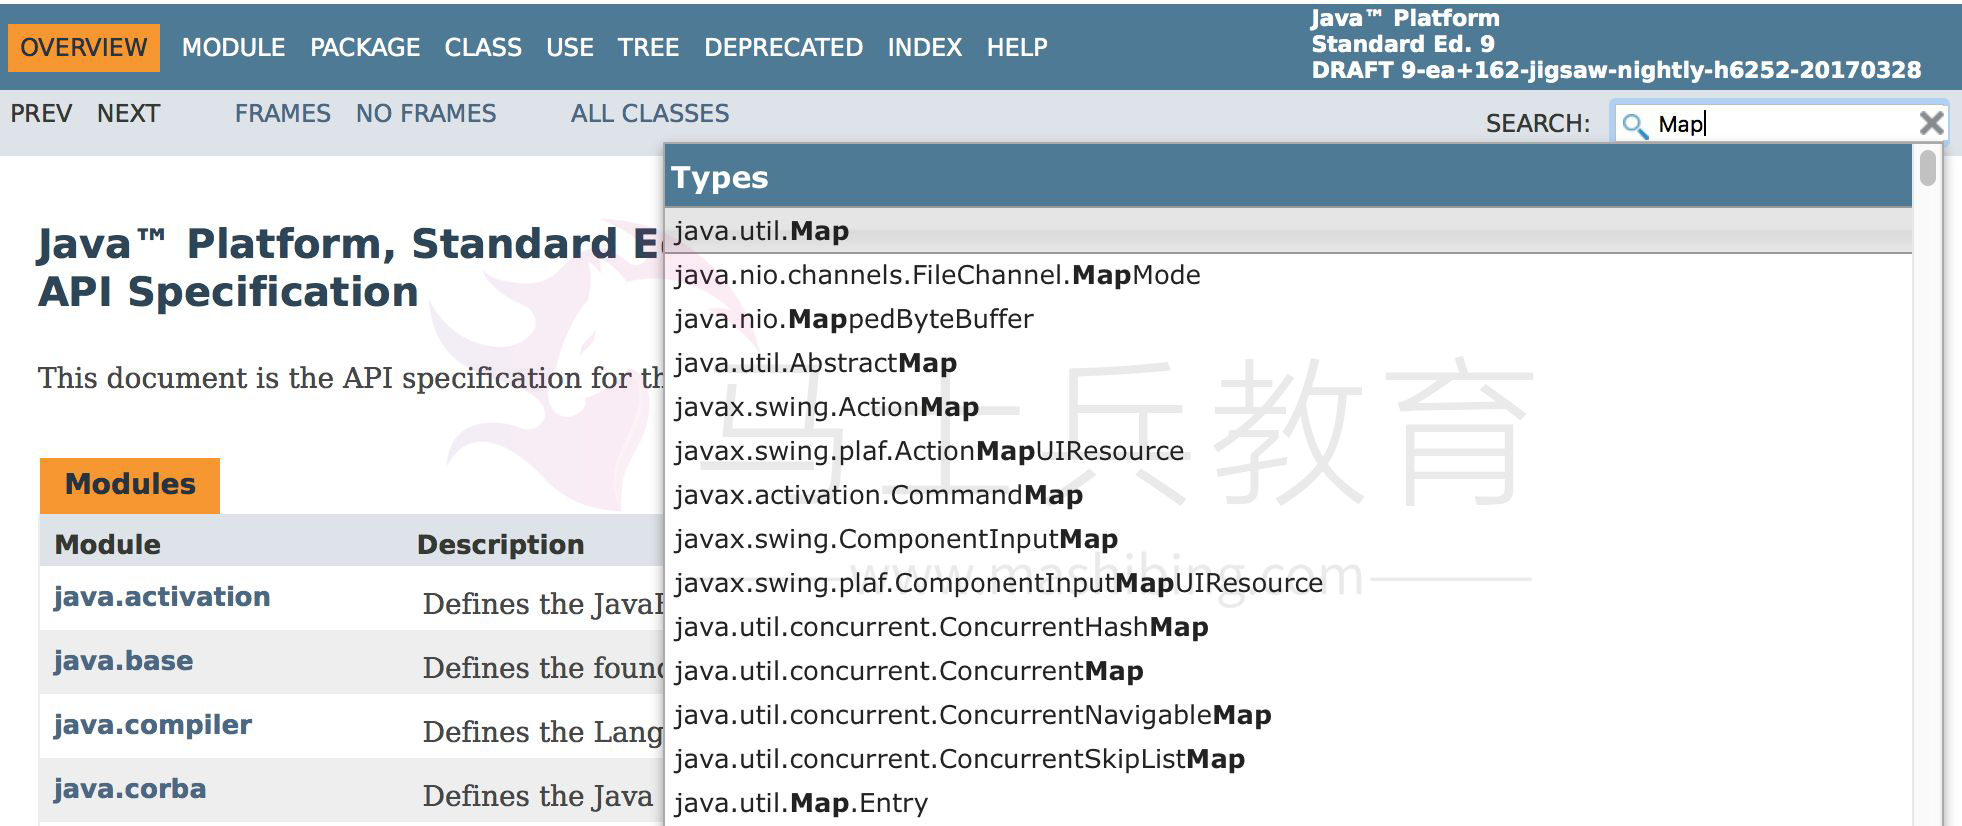 OVERVIEW MODULE PACKAGE CLASS USE TREE DEPRECATED INDEX HELP
Java™ Platform
Standard Ed. 9
DRAFT 9-ea+162-jigsaw-nightly-h6252-20170328
PREV NEXT FRAMES NO FRAMES ALL CLASSES
SEARCH: Map
Types
java.util.Map
java.nio.channels.FileChannel.MapMode
java.nio.MappedByteBuffer
java.util.AbstractMap
javax.swing.ActionMap
javax.swing.plaf.ActionMapUIResource
javax.activation.CommandMap
javax.swing.ComponentInputMap
javax.swing.plaf.ComponentInputMapUIResource
java.util.concurrent.ConcurrentHashMap
java.util.concurrent.ConcurrentMap
java.util.concurrent.ConcurrentNavigableMap
java.util.concurrent.ConcurrentSkipListMap
java.util.Map.Entry
Java™ Platform, Standard
API Specification
This document is the API specification for
Modules
Module Description
java.activation Defines the
java.base Defines the
java.compiler Defines the Lang
java.corba Defines the Java
马士兵教育
www.mashibing.com